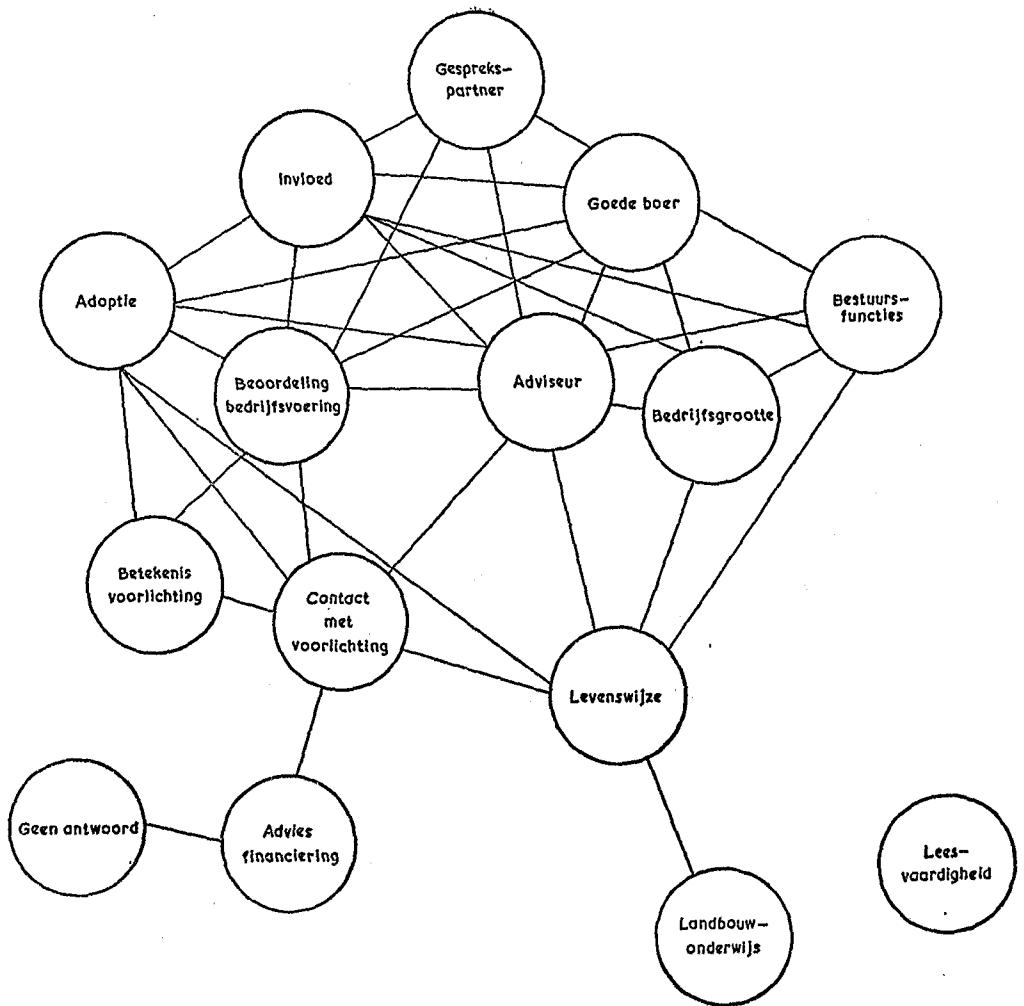 Gespreks-
partner
Invloed
Goede boer
Adoptie
Bestuurs-
functies
Beoordeling
bedrijfsvoering
Adviseur
Bedrijfsgrootte
Betekenis
voorlichting
Contact
met
voorlichting
Levenswijze
Geen antwoord
Advies
financiering
Lees-
vaardigheid
Landbouw-
onderwijs